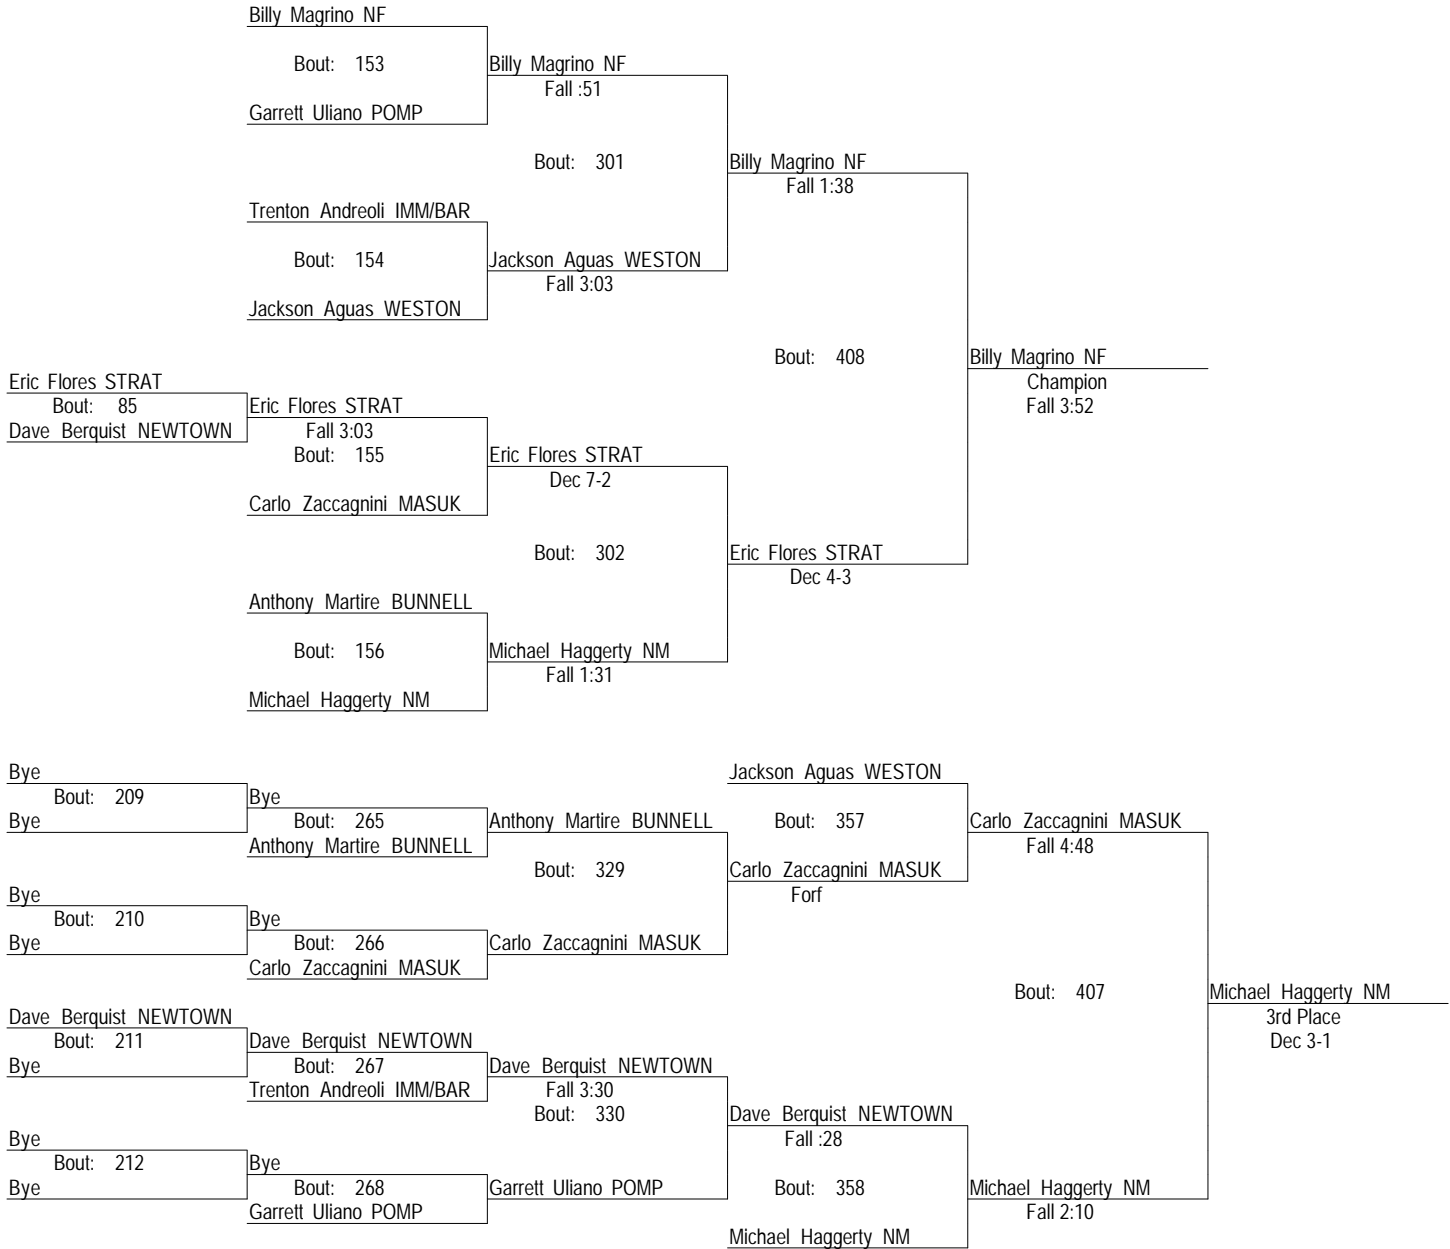 Billy Magrino NF
Bout: 153
Billy Magrino NF
Fall :51
Garrett Uliano POMP
Bout: 301
Billy Magrino NF
Fall 1:38
Trenton Andreoli IMM/BAR
Bout: 154
Jackson Aguas WESTON
Fall 3:03
Jackson Aguas WESTON
Bout: 408
Billy Magrino NF
Champion
Fall 3:52
Eric Flores STRAT
Bout: 85
Dave Berquist NEWTOWN
Eric Flores STRAT
Fall 3:03
Bout: 155
Eric Flores STRAT
Dec 7-2
Carlo Zaccagnini MASUK
Bout: 302
Eric Flores STRAT
Dec 4-3
Anthony Martire BUNNELL
Bout: 156
Michael Haggerty NM
Fall 1:31
Michael Haggerty NM
Bye
Bout: 209
Bye
Bye
Bout: 265
Anthony Martire BUNNELL
Anthony Martire BUNNELL
Bout: 329
Jackson Aguas WESTON
Bout: 357
Carlo Zaccagnini MASUK
Forf
Carlo Zaccagnini MASUK
Fall 4:48
Bye
Bout: 210
Bye
Bye
Bout: 266
Carlo Zaccagnini MASUK
Carlo Zaccagnini MASUK
Bout: 407
Michael Haggerty NM
3rd Place
Dec 3-1
Dave Berquist NEWTOWN
Bout: 211
Bye
Dave Berquist NEWTOWN
Bout: 267
Trenton Andreoli IMM/BAR
Dave Berquist NEWTOWN
Fall 3:30
Bout: 330
Dave Berquist NEWTOWN
Fall :28
Bye
Bout: 212
Bye
Bye
Bout: 268
Garrett Uliano POMP
Garrett Uliano POMP
Bout: 358
Michael Haggerty NM
Michael Haggerty NM
Fall 2:10